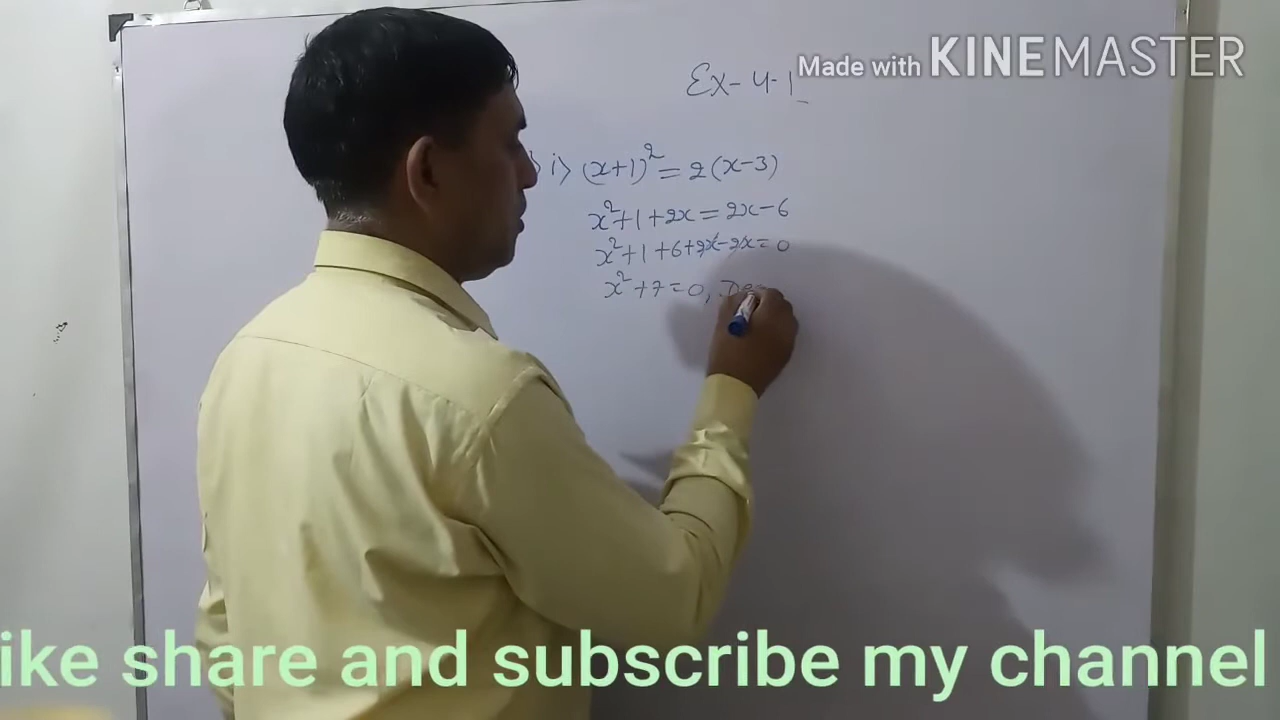 Made with KINEMASTER
Ex-4-1
i> (x+1)² = 2(x-3)
x²+1+2x = 2x-6
x²+1+6+2x-2x=0
x²+7=0,
ike share and subscribe my channel